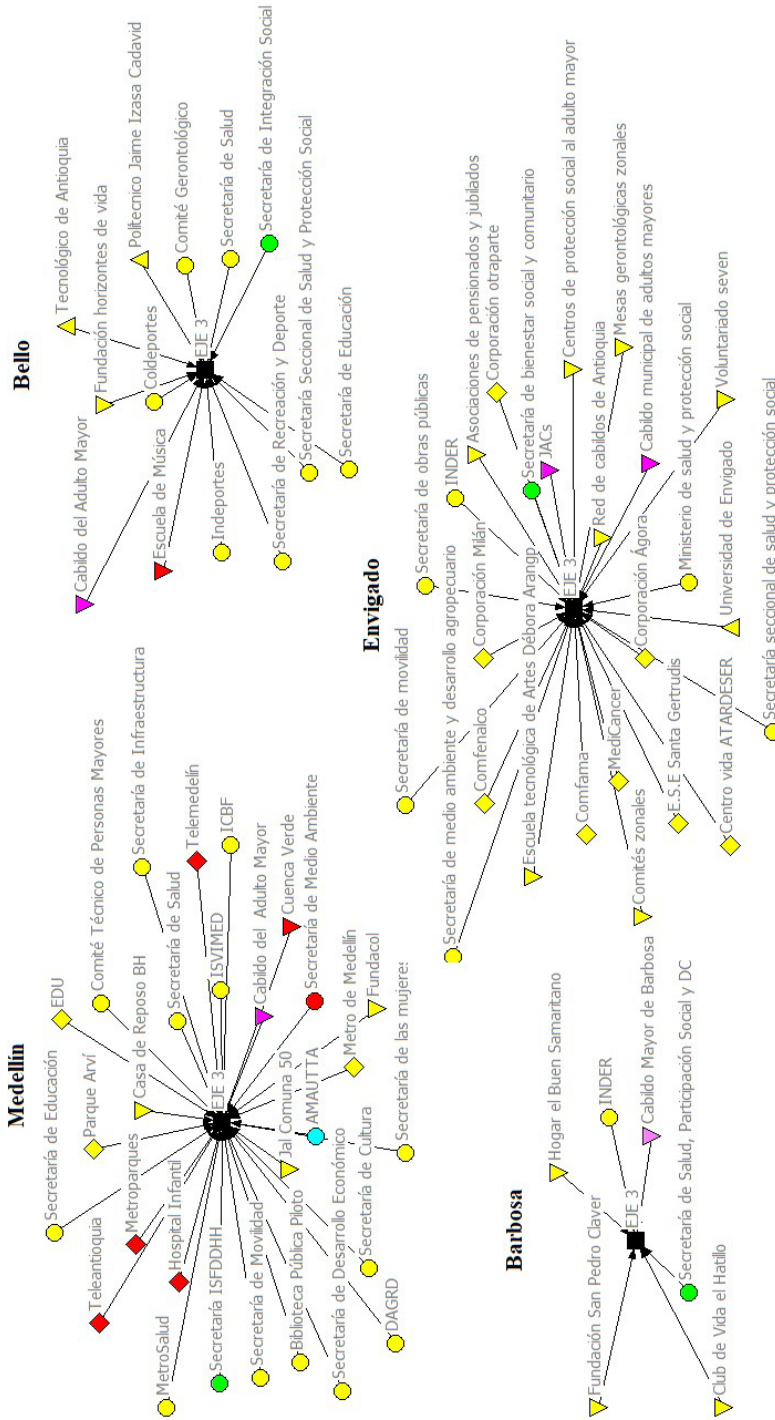 Medellín
Secretaría de Educación
EDU
Parque Arví
Comité Técnico de Personas Mayores
Teleantioquia
Metroparques
Casa de Reposo BH
Secretaría de Infraestructura
Hospital Infantil
Secretaría de Salud
MetroSalud
Telemedellín
EJE 3
ISVIMED
ICBF
Secretaría ISFDDHH
Secretaría de Movilidad
Cabildo del Adulto Mayor
Cuenca Verde
Jal Comuna 50
Biblioteca Pública Piloto
AMAUTTA
Secretaría de Medio Ambiente
Secretaría de Desarrollo Económico
Metro de Medellín
Secretaría de Cultura
Fundacol
DAGRD
Secretaría de las mujeres
Bello
Tecnológico de Antioquia
Cabildo del Adulto Mayor
Fundación horizontes de vida
Politecnico Jaime Izasa Cadavid
Coldeportes
Escuela de Música
Comité Gerontológico
EJE 3
Indeportes
Secretaría de Salud
Secretaría de Integración Social
Secretaría de Recreación y Deporte
Secretaría Seccional de Salud y Protección Social
Secretaría de Educación
Barbosa
Hogar el Buen Samaritano
Fundación San Pedro Claver
INDER
EJE 3
Cabildo Mayor de Barbosa
Secretaría de Salud, Participación Social y DC
Club de Vida el Hatillo
Envigado
Secretaría de movilidad
Secretaría de obras públicas
Secretaría de medio ambiente y desarrollo agropecuario
INDER
Asociaciones de pensionados y jubilados
Comfenalco
Corporación Milán
Corporación otraparte
Escuela tecnológica de Artes Débora Arango
Secretaría de bienestar social y comunitario
JACs
EJE 3
Centros de protección social al adulto mayor
Comfama
Red de cabildos de Antioquia
MediCancer
Mesas gerontológicas zonales
Comités zonales
Corporación Ágora
Cabildo municipal de adultos mayores
E.S.E Santa Gertrudis
Ministerio de salud y protección social
Centro vida ATARDESER
Universidad de Envigado
Voluntariado seven
Secretaría seccional de salud y protección social